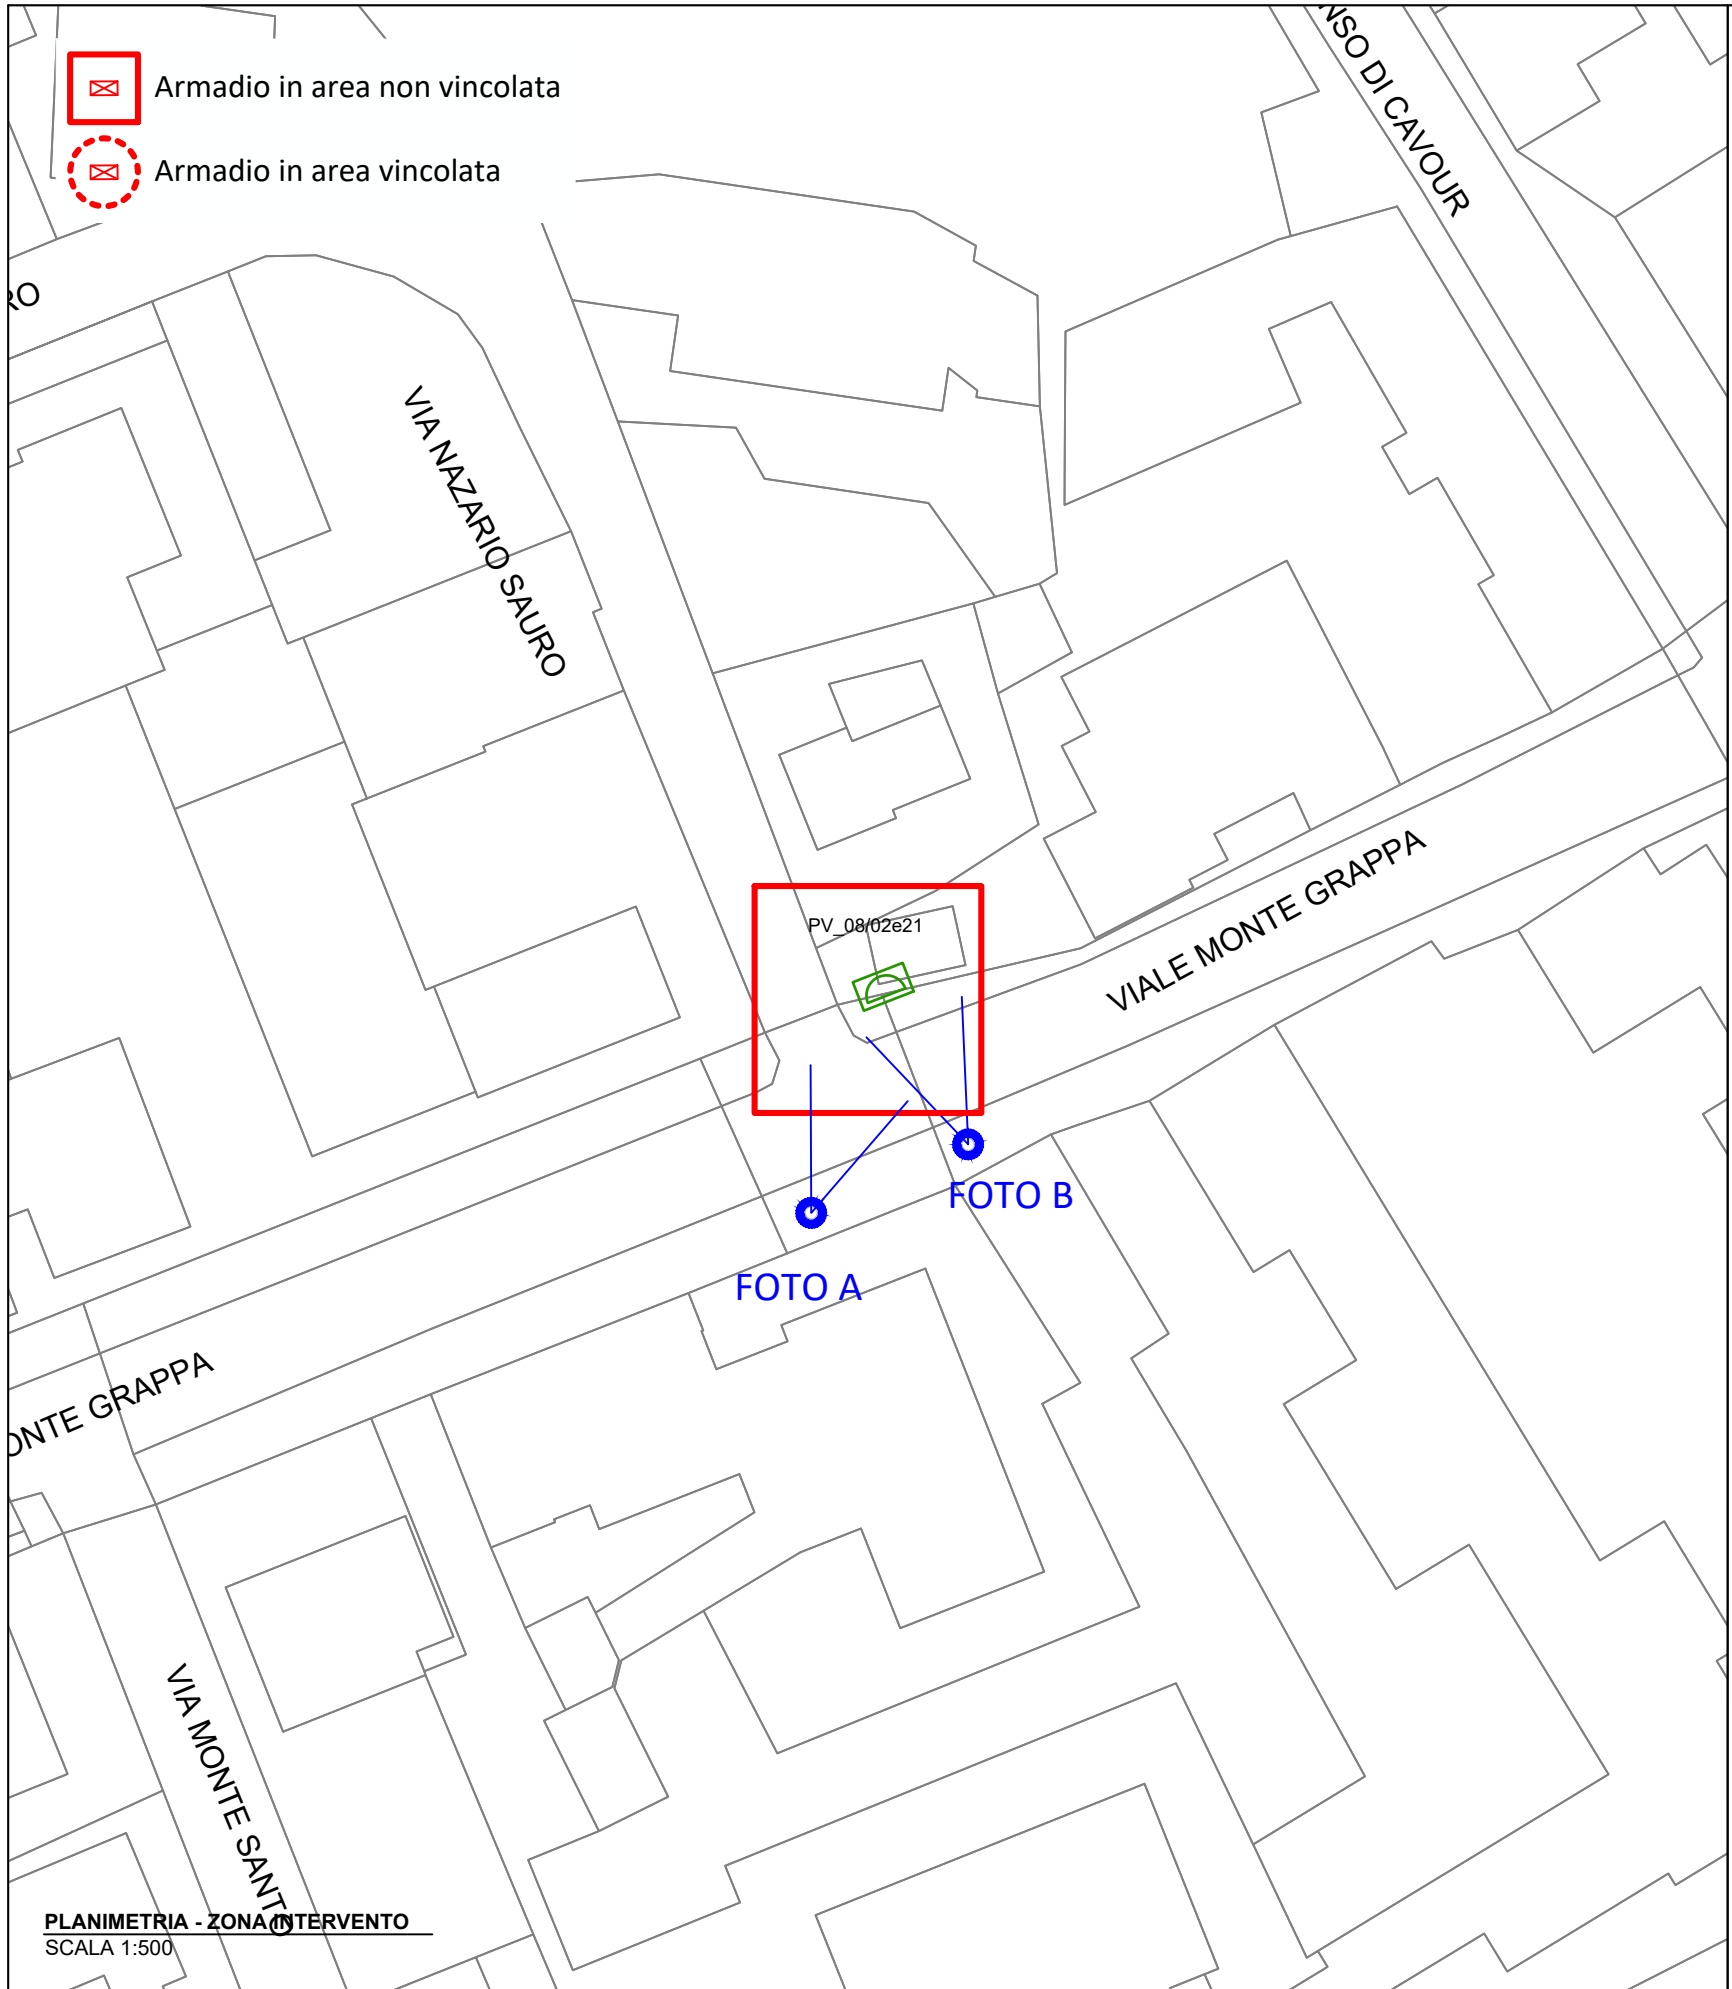 Armadio in area non vincolata
Armadio in area vincolata
NSO DI CAVOUR
RO
VIA NAZARIO SAURO
PV_08/02e21
VIALE MONTE GRAPPA
FOTO B
FOTO A
ONTE GRAPPA
VIA MONTE SANTO
PLANIMETRIA - ZONA INTERVENTO
SCALA 1:500